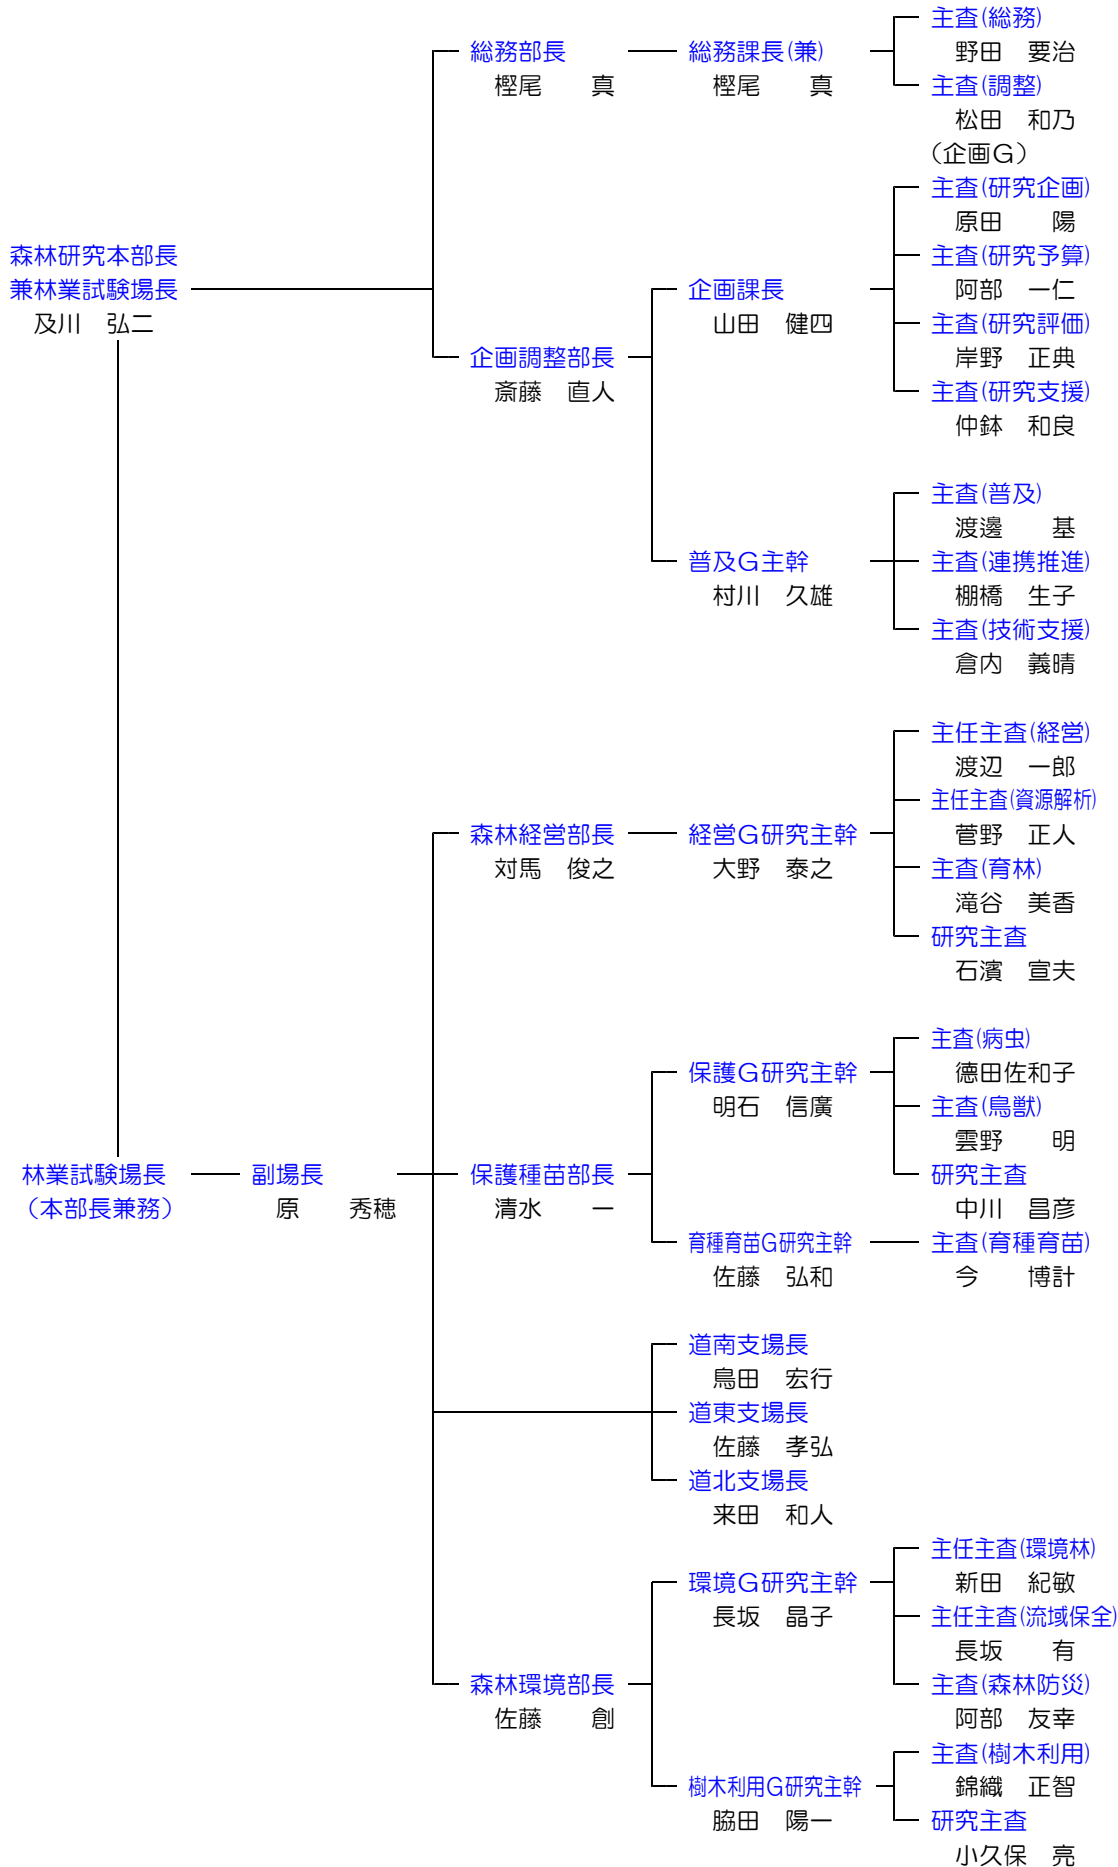 主査(総務)
総務部長
総務課長(兼)
野田　要治
樫尾　　真
樫尾　　真
主査(調整)
松田　和乃
（企画Ｇ）
主査(研究企画)
原田　　陽
森林研究本部長
主査(研究予算)
兼林業試験場長
企画課長
阿部　一仁
及川　弘二
山田　健四
主査(研究評価)
企画調整部長
岸野　正典
斎藤　直人
主査(研究支援)
仲鉢　和良
主査(普及)
渡邊　　基
普及Ｇ主幹
主査(連携推進)
村川　久雄
棚橋　生子
主査(技術支援)
倉内　義晴
主任主査(経営)
渡辺　一郎
主任主査(資源解析)
森林経営部長
経営Ｇ研究主幹
菅野　正人
対馬　俊之
大野　泰之
主査(育林)
滝谷　美香
研究主査
石濱　宣夫
主査(病虫)
保護Ｇ研究主幹
德田佐和子
明石　信廣
主査(鳥獣)
雲野　　明
林業試験場長
副場長
保護種苗部長
研究主査
（本部長兼務）
原　　秀穂
清水　　一
中川　昌彦
育種育苗Ｇ研究主幹
主査(育種育苗)
佐藤　弘和
今　　博計
道南支場長
鳥田　宏行
道東支場長
佐藤　孝弘
道北支場長
来田　和人
主任主査(環境林)
環境Ｇ研究主幹
新田　紀敏
長坂　晶子
主任主査(流域保全)
長坂　　有
森林環境部長
主査(森林防災)
佐藤　　創
阿部　友幸
主査(樹木利用)
樹木利用Ｇ研究主幹
錦織　正智
脇田　陽一
研究主査
小久保　亮